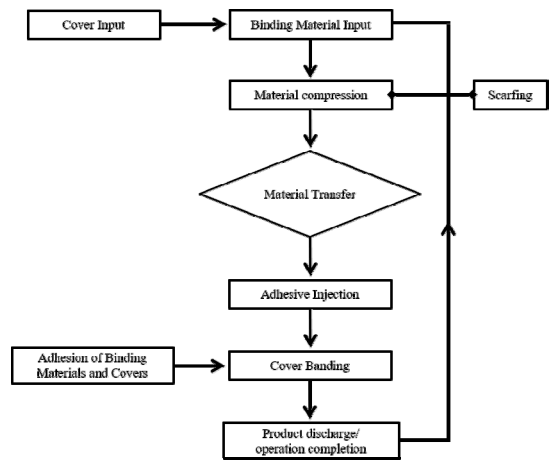 Cover Input
Binding Material Input
Material compression
Scarfing
Material Transfer
Adhesive Injection
Adhesion of Binding
Materials and Covers
Cover Banding
Product discharge/
operation completion